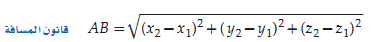 قانون المسافة AB = √((x₂ − x₁)² + (y₂ − y₁)² + (z₂ − z₁)²)